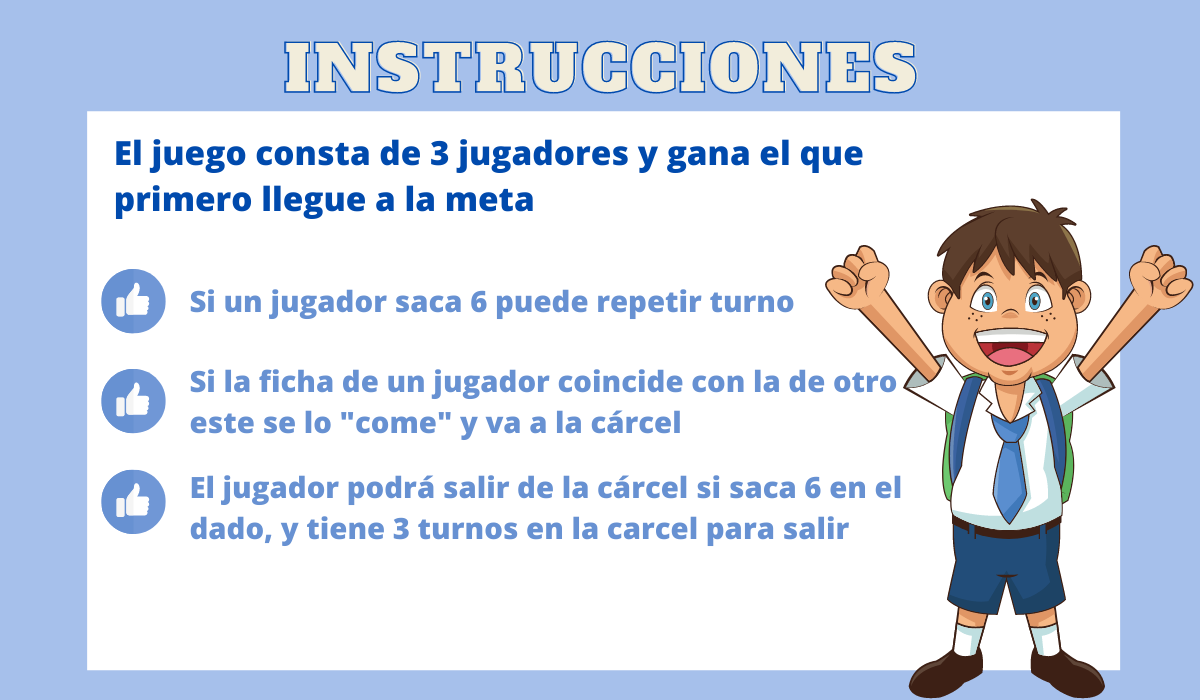 INSTRUCCIONES
El juego consta de 3 jugadores y gana el que
primero llegue a la meta
Si un jugador saca 6 puede repetir turno
Si la ficha de un jugador coincide con la de otro
este se lo "come" y va a la cárcel
El jugador podrá salir de la cárcel si saca 6 en el
dado, y tiene 3 turnos en la carcel para salir